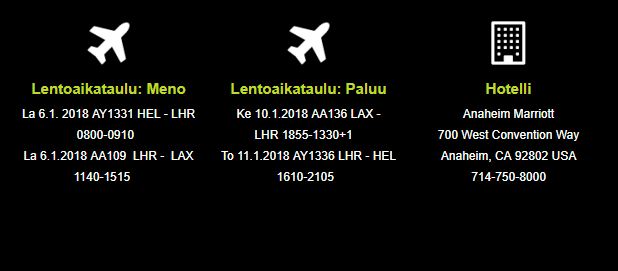 Lentoaikataulu: Meno
La 6.1. 2018 AY1331 HEL - LHR
0800-0910
La 6.1.2018 AA109 LHR - LAX
1140-1515
Lentoaikataulu: Paluu
Ke 10.1.2018 AA136 LAX -
LHR 1855-1330+1
To 11.1.2018 AY1336 LHR - HEL
1610-2105
Hotelli
Anaheim Marriott
700 West Convention Way
Anaheim, CA 92802 USA
714-750-8000